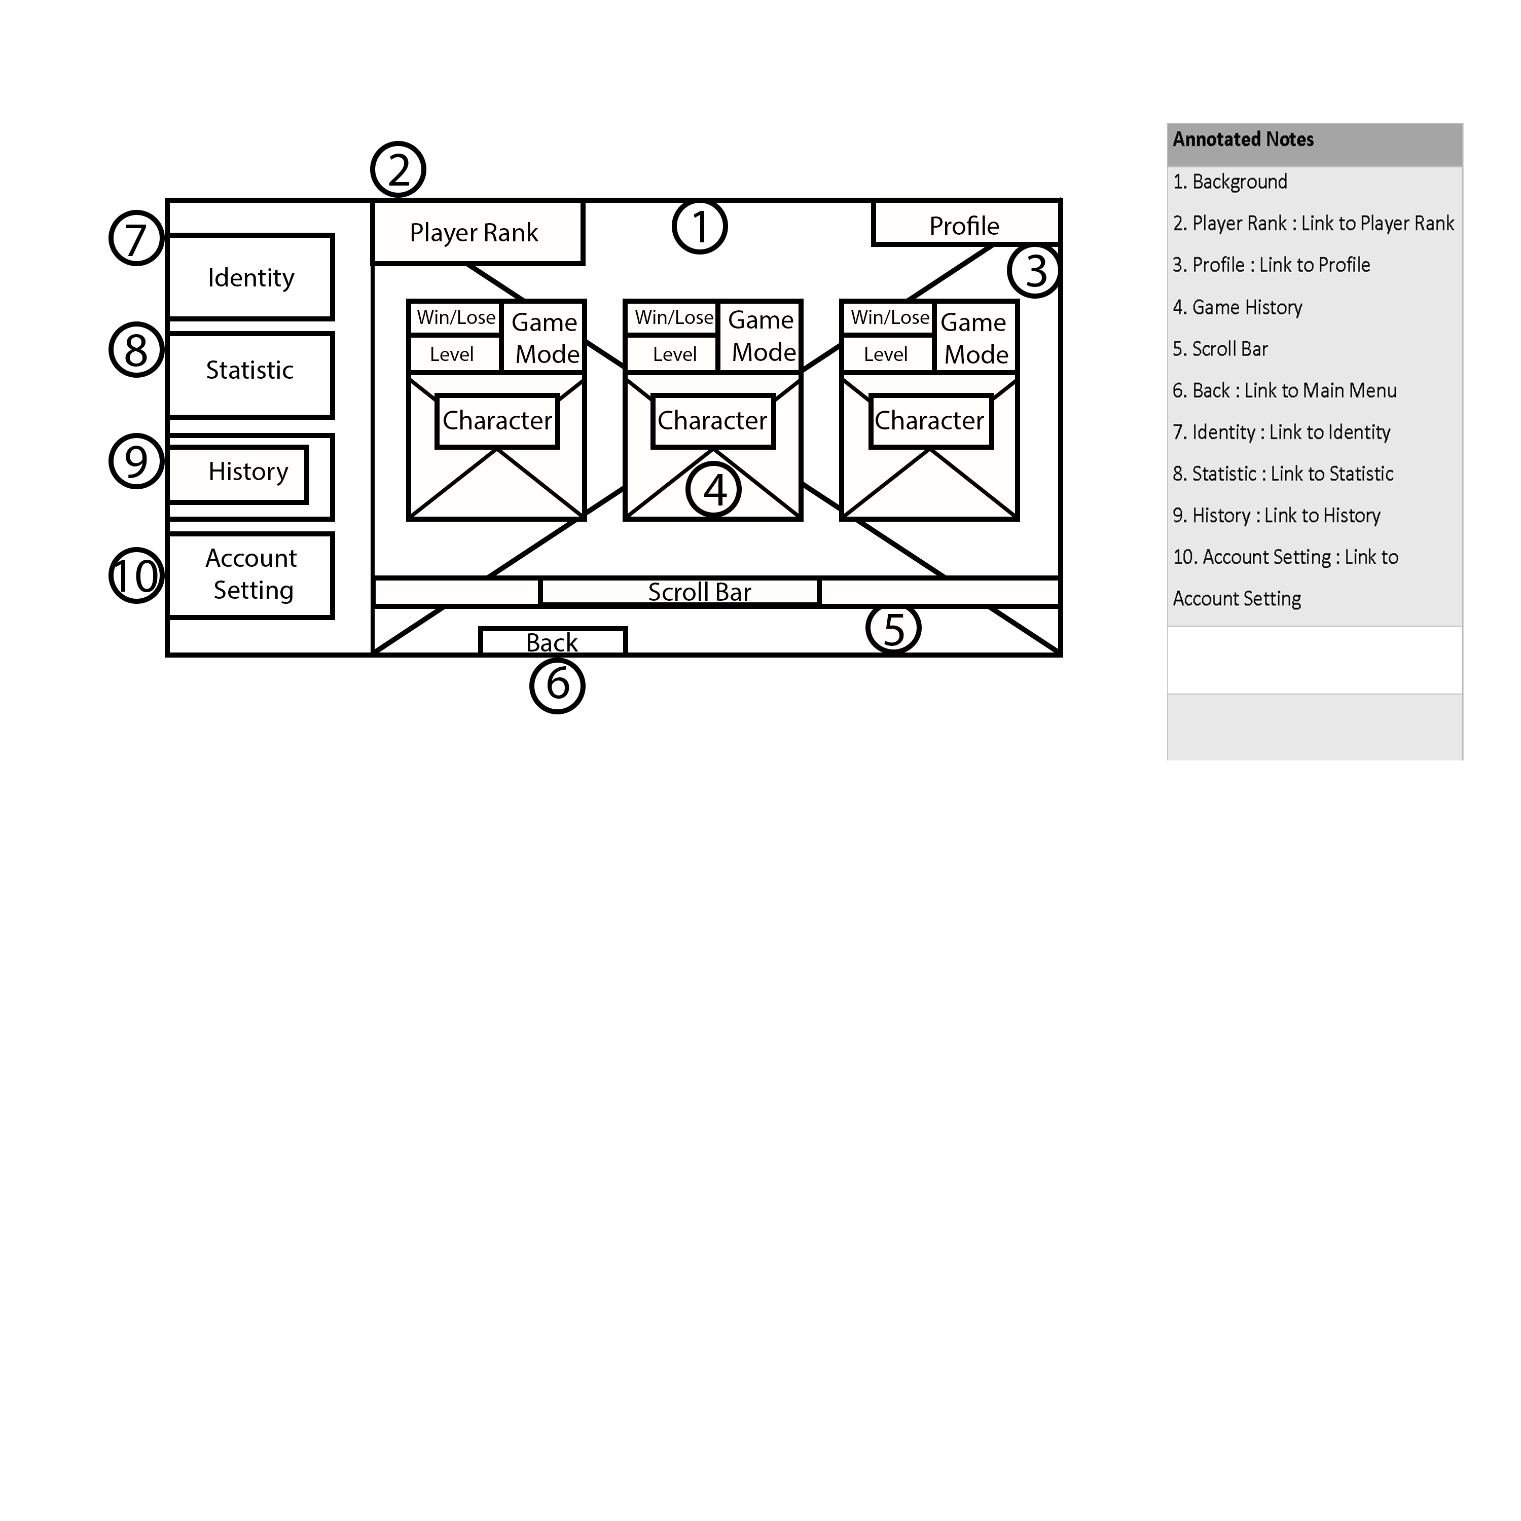 2
1
7
Player Rank
Profile
3
Identity
Win/Lose
Level
Game
Mode
Win/Lose
Level
Game
Mode
Win/Lose
Level
Game
Mode
8
Statistic
Character
Character
Character
9
History
4
10
Account
Setting
Scroll Bar
5
Back
6
Annotated Notes
1. Background
2. Player Rank : Link to Player Rank
3. Profile : Link to Profile
4. Game History
5. Scroll Bar
6. Back : Link to Main Menu
7. Identity : Link to Identity
8. Statistic : Link to Statistic
9. History : Link to History
10. Account Setting : Link to
Account Setting